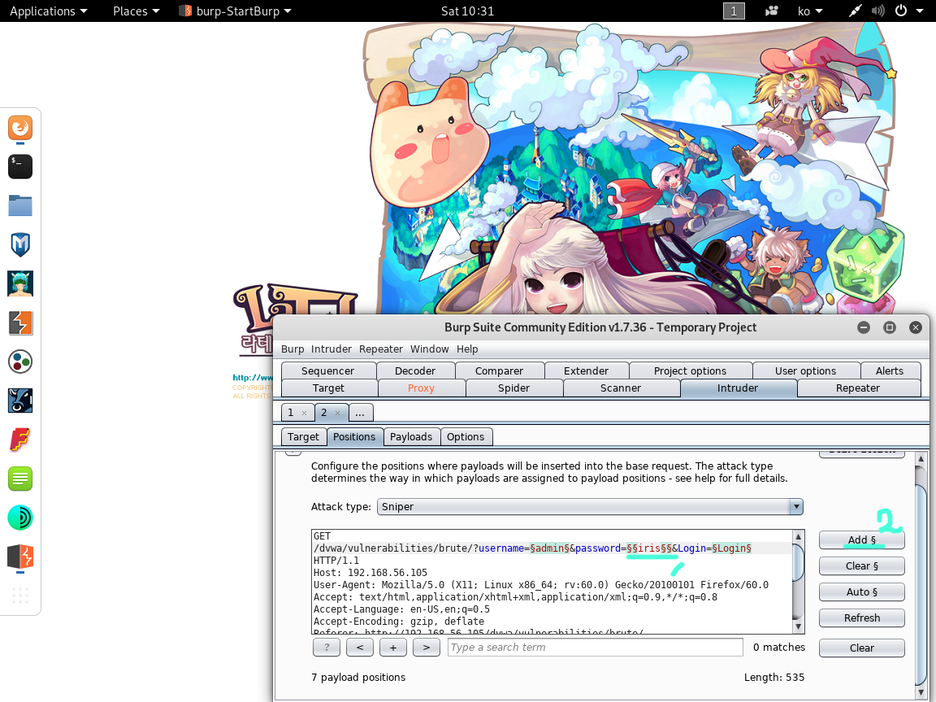 Applications Places burp-StartBurp Sat 10:31 1 ko
http://ww
COPYRIGHT
ALL RIGHTS
Burp Suite Community Edition v1.7.36 - Temporary Project
Burp Intruder Repeater Window Help
Sequencer Decoder Comparer Extender Project options User options Alerts
Target Proxy Spider Scanner Intruder Repeater
1 × 2 × ...
Target Positions Payloads Options
Start attack
Configure the positions where payloads will be inserted into the base request. The attack type
determines the way in which payloads are assigned to payload positions - see help for full details.
Attack type: Sniper
GET
/dvwa/vulnerabilities/brute/?username=§admin§&password=§§iris§§&Login=§Login§
HTTP/1.1
Host: 192.168.56.105
User-Agent: Mozilla/5.0 (X11; Linux x86_64; rv:60.0) Gecko/20100101 Firefox/60.0
Accept: text/html,application/xhtml+xml,application/xml;q=0.9,*/*;q=0.8
Accept-Language: en-US,en;q=0.5
Accept-Encoding: gzip, deflate
Referer: http://192.168.56.105/dvwa/vulnerabilities/brute/
2
Add §
Clear §
Auto §
Refresh
Clear
? < + > Type a search term 0 matches
7 payload positions Length: 535